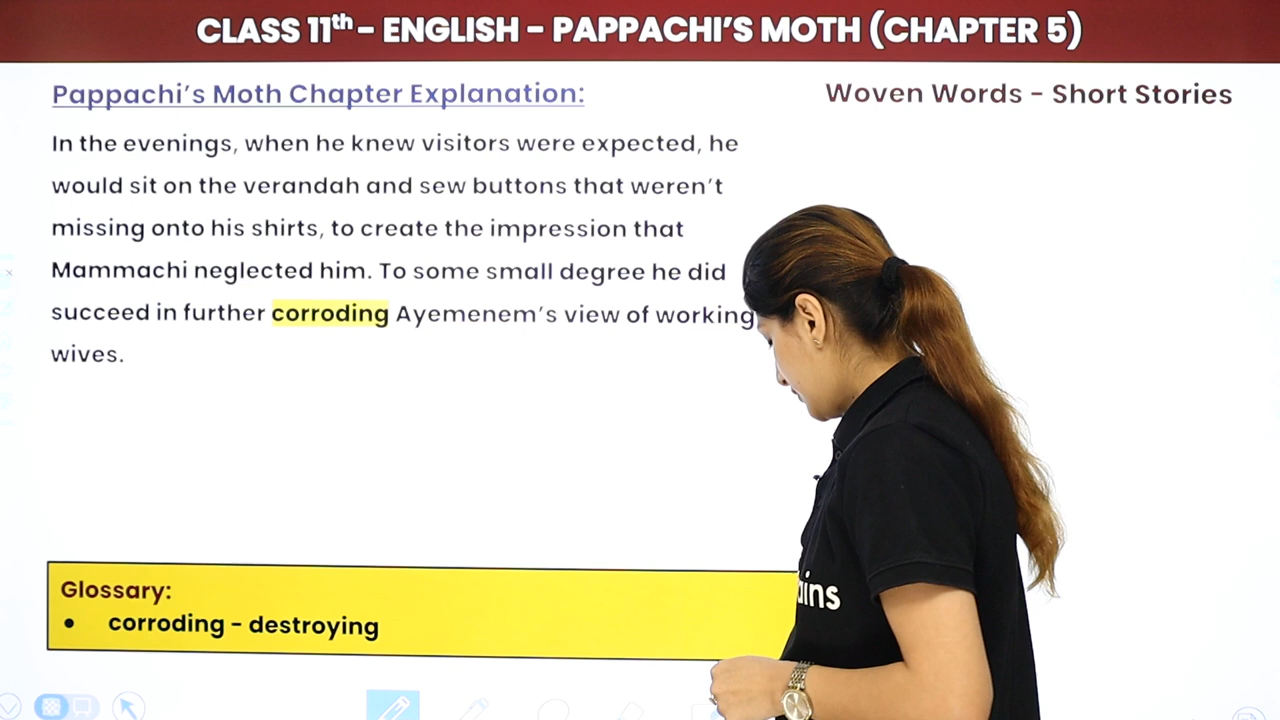 CLASS 11th - ENGLISH - PAPPACHI'S MOTH (CHAPTER 5)
Pappachi's Moth Chapter Explanation:
Woven Words - Short Stories
In the evenings, when he knew visitors were expected, he
would sit on the verandah and sew buttons that weren't
missing onto his shirts, to create the impression that
Mammachi neglected him. To some small degree he did
succeed in further corroding Ayemenem's view of working
wives.
Glossary:
• corroding - destroying